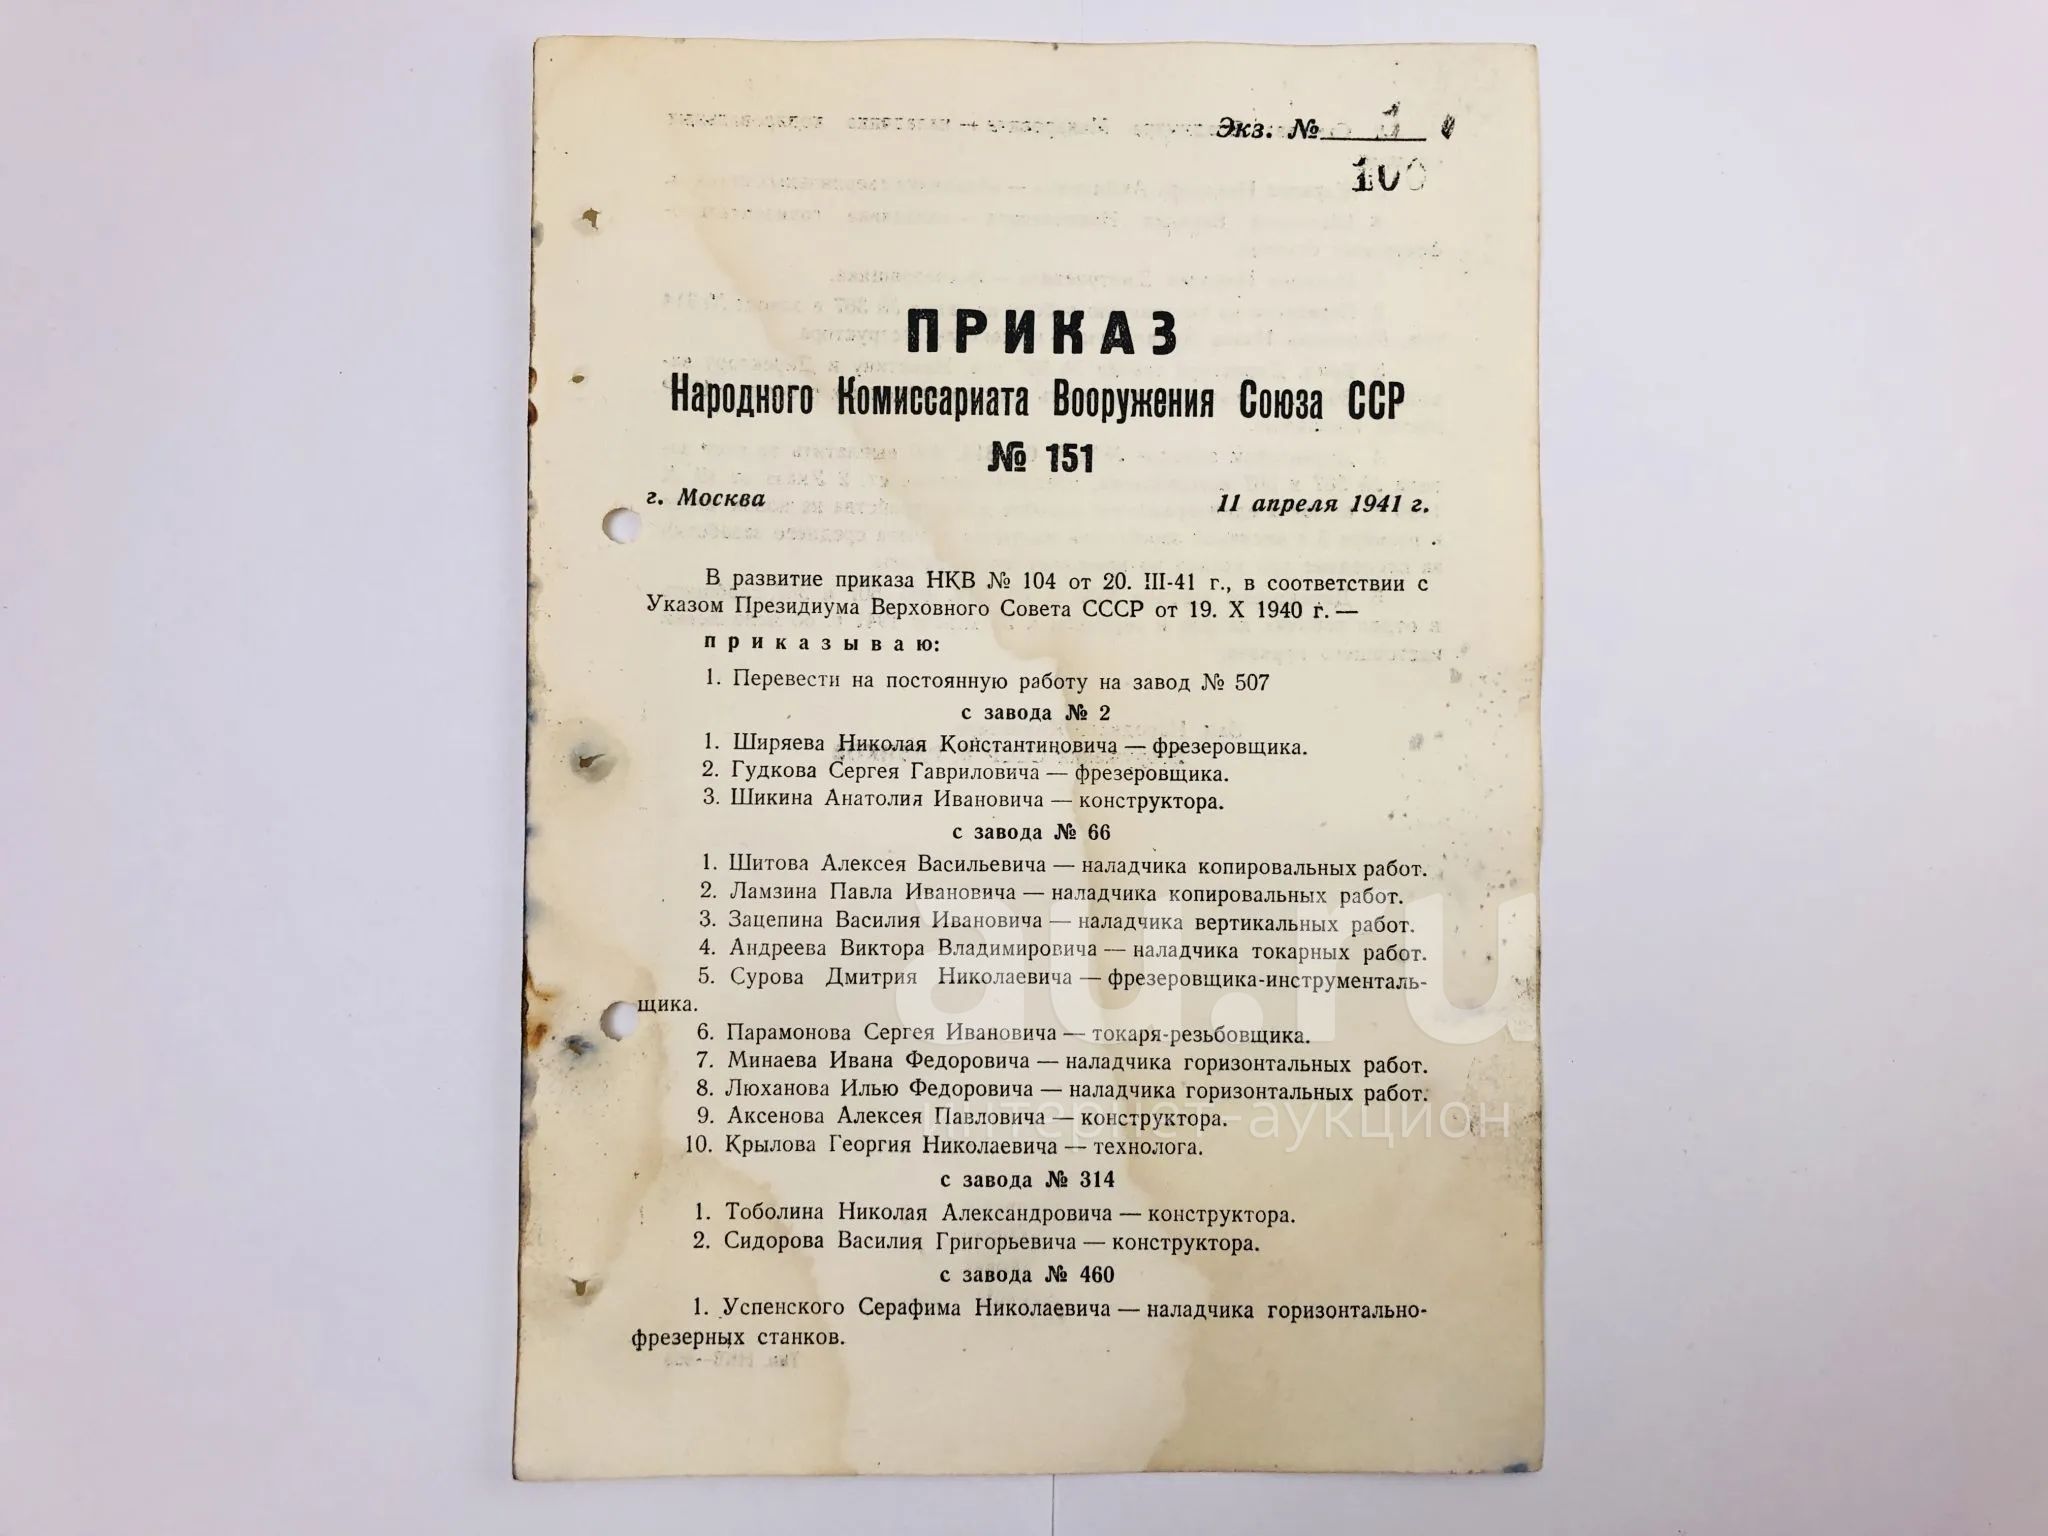 Экз. №
100
ПРИКАЗ
Народного Комиссариата Вооружения Союза ССР
№ 151
г. Москва 11 апреля 1941 г.
В развитие приказа НКВ № 104 от 20. III-41 г., в соответствии с
Указом Президиума Верховного Совета СССР от 19. X 1940 г. —
приказываю:
1. Перевести на постоянную работу на завод № 507
с завода № 2
1. Ширяева Николая Константиновича — фрезеровщика.
2. Гудкова Сергея Гавриловича — фрезеровщика.
3. Шикина Анатолия Ивановича — конструктора.
с завода № 66
1. Шитова Алексея Васильевича — наладчика копировальных работ.
2. Ламзина Павла Ивановича — наладчика копировальных работ.
3. Зацепина Василия Ивановича — наладчика вертикальных работ.
4. Андреева Виктора Владимировича — наладчика токарных работ.
5. Сурова Дмитрия Николаевича — фрезеровщика-инструменталь-
щика.
6. Парамонова Сергея Ивановича — токаря-резьбовщика.
7. Минаева Ивана Федоровича — наладчика горизонтальных работ.
8. Люханова Илью Федоровича — наладчика горизонтальных работ.
9. Аксенова Алексея Павловича — конструктора.
10. Крылова Георгия Николаевича — технолога.
с завода № 314
1. Тоболина Николая Александровича — конструктора.
2. Сидорова Василия Григорьевича — конструктора.
с завода № 460
1. Успенского Серафима Николаевича — наладчика горизонтально-
фрезерных станков.
au.ru
интернет-аукцион